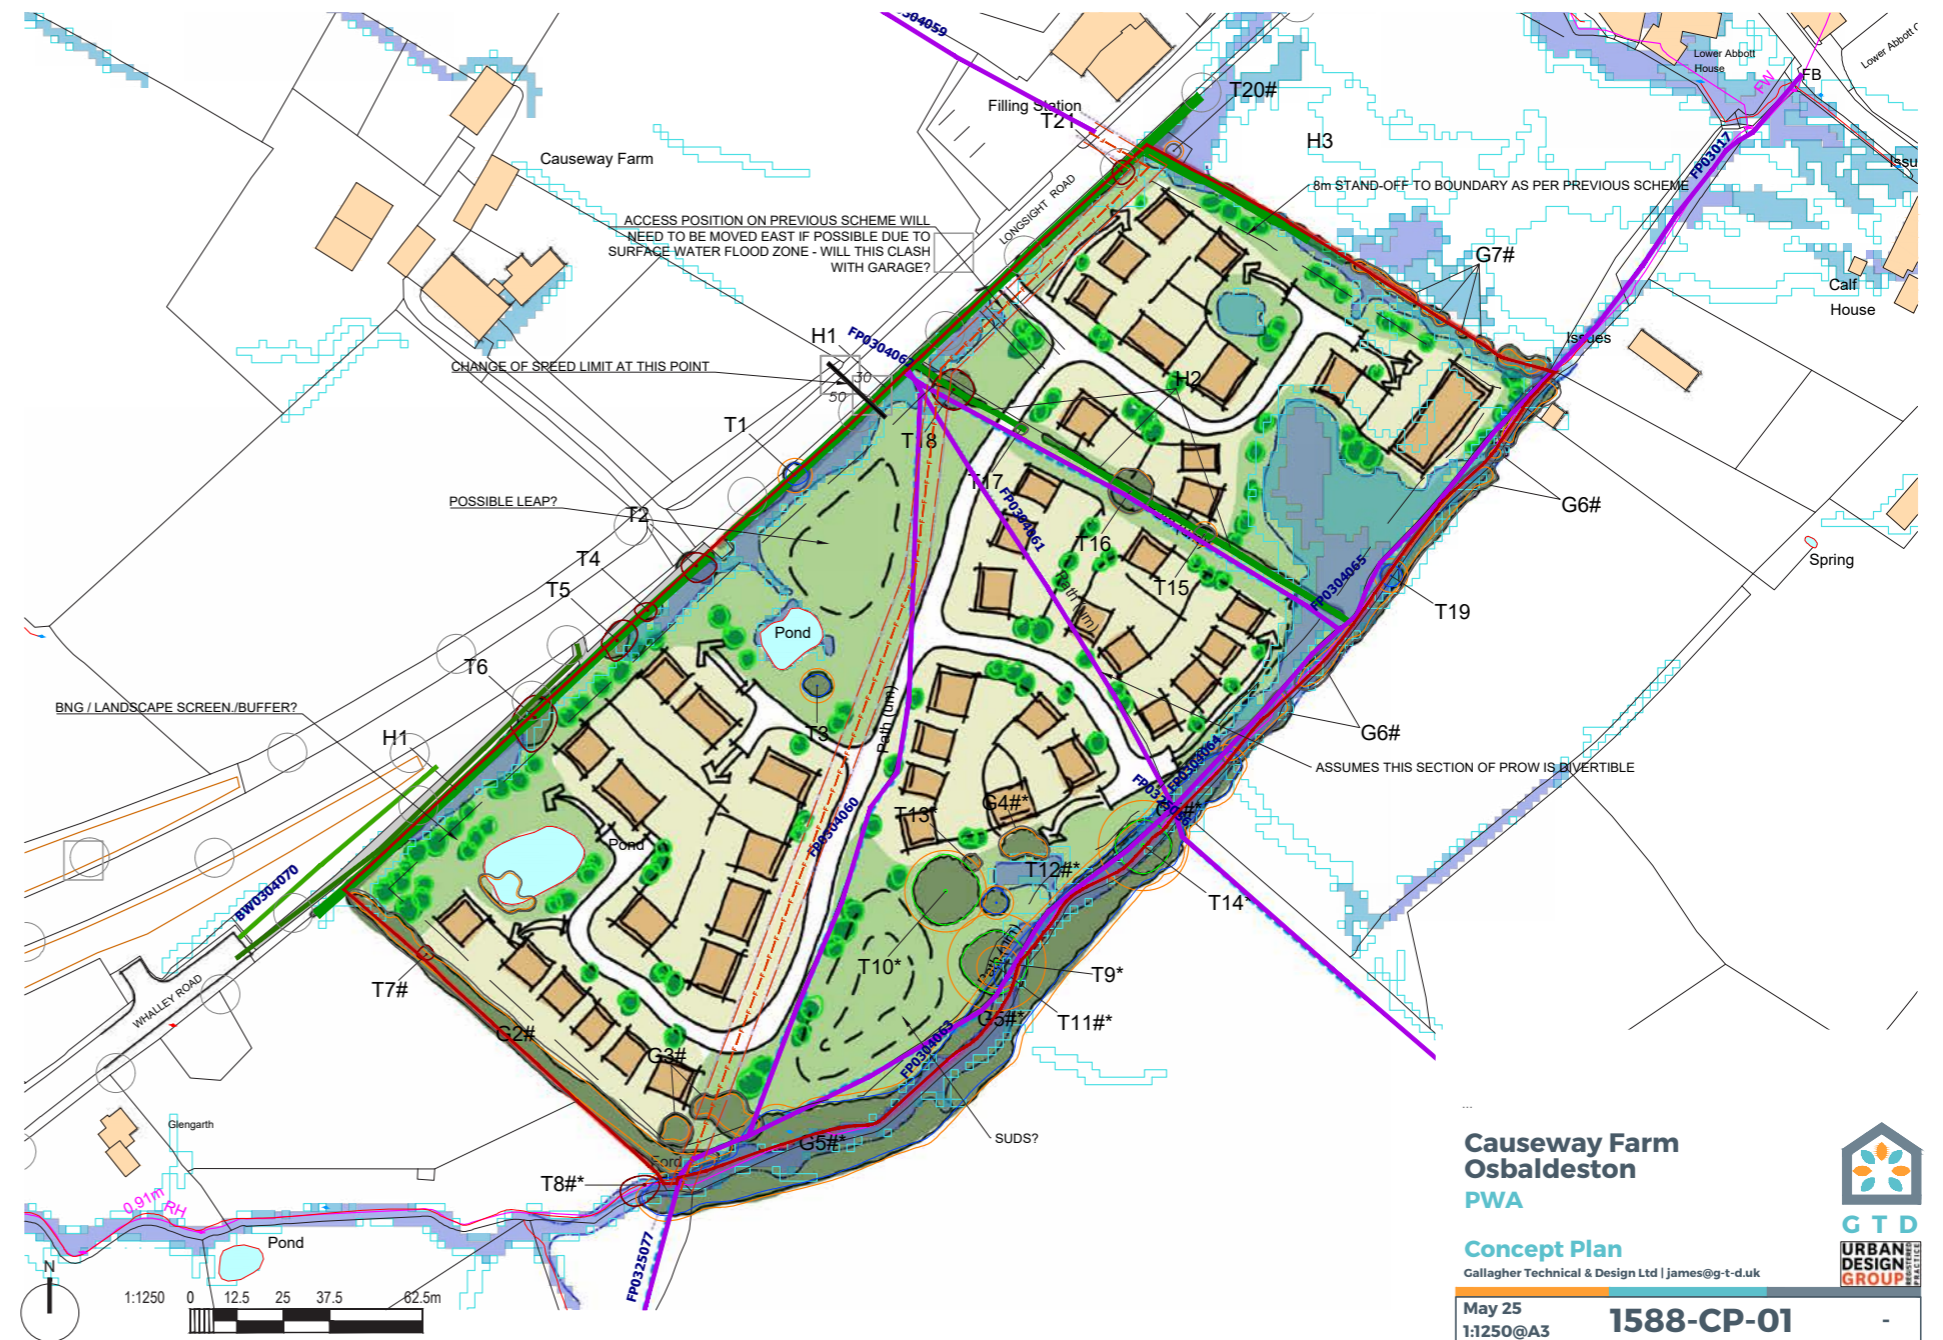 Filling Station
T21
T20#
H3
Lower Abbott
House
FW
FB
FP03017
Causeway Farm
LONGSIGHT ROAD
8m STAND-OFF TO BOUNDARY AS PER PREVIOUS SCHEME
ACCESS POSITION ON PREVIOUS SCHEME WILL
NEED TO BE MOVED EAST IF POSSIBLE DUE TO
SURFACE WATER FLOOD ZONE - WILL THIS CLASH
WITH GARAGE?
G7#
Calf
House
Issues
H1
CHANGE OF SPEED LIMIT AT THIS POINT
30
50
H2
T1
T18
T17
FP0304061
POSSIBLE LEAP?
T2
T16
T15
G6#
FP0304065
T19
Spring
T4
T5
Pond
Path (um)
T6
T3
Path (um)
G6#
BNG / LANDSCAPE SCREEN./BUFFER?
H1
FP0304064
ASSUMES THIS SECTION OF PROW IS DIVERTIBLE
FP0304060
T13*
G4#*
Pond
T12#*
T14*
BW0304070
WHALLEY ROAD
T7#
T10*
T9*
T11#*
G5#*
G2#
G3#
FP0304063
SUDS?
Glengarth
G5#*
Ford
T8#*
0.91m RH
Pond
FP0325077
N
1:1250
0 12.5 25 37.5 62.5m
...
Causeway Farm
Osbaldeston
PWA
Concept Plan
Gallagher Technical & Design Ltd | james@g-t-d.uk
G T D
URBAN
DESIGN
GROUP
REGISTERED
PRACTICE
May 25
1:1250@A3
1588-CP-01
-